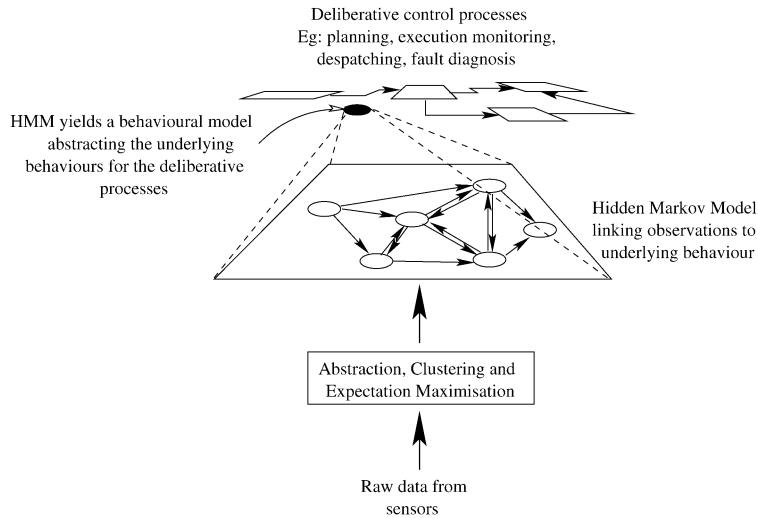 Deliberative control processes
Eg: planning, execution monitoring,
despatching, fault diagnosis
HMM yields a behavioural model
abstracting the underlying
behaviours for the deliberative
processes
Hidden Markov Model
linking observations to
underlying behaviour
Abstraction, Clustering and
Expectation Maximisation
Raw data from
sensors